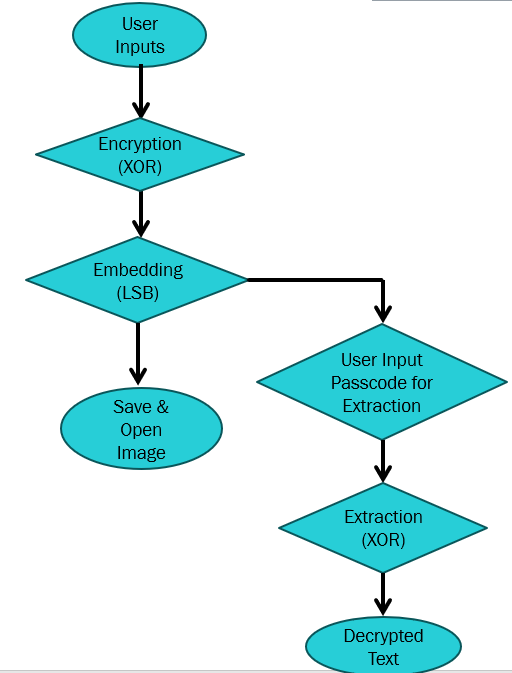 User
Inputs
Encryption
(XOR)
Embedding
(LSB)
User Input
Passcode for
Extraction
Save &
Open
Image
Extraction
(XOR)
Decrypted
Text